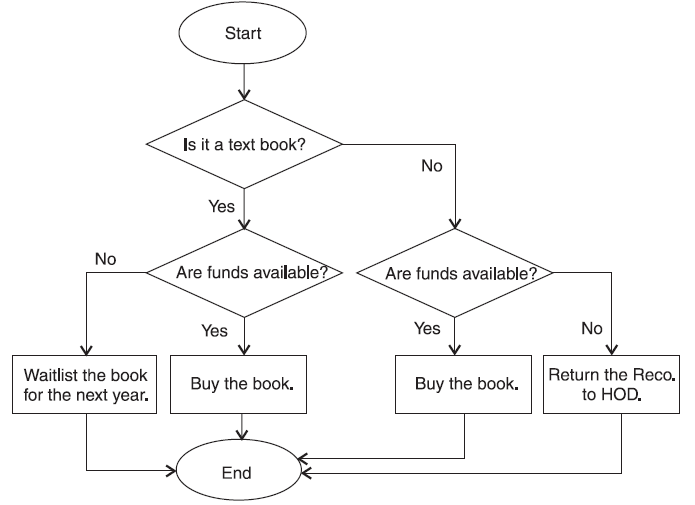 Start
Is it a text book?
No
Yes
No
Are funds available?
Are funds available?
Yes
Yes
No
Waitlist the book
for the next year.
Buy the book.
Buy the book.
Return the Reco.
to HOD.
End